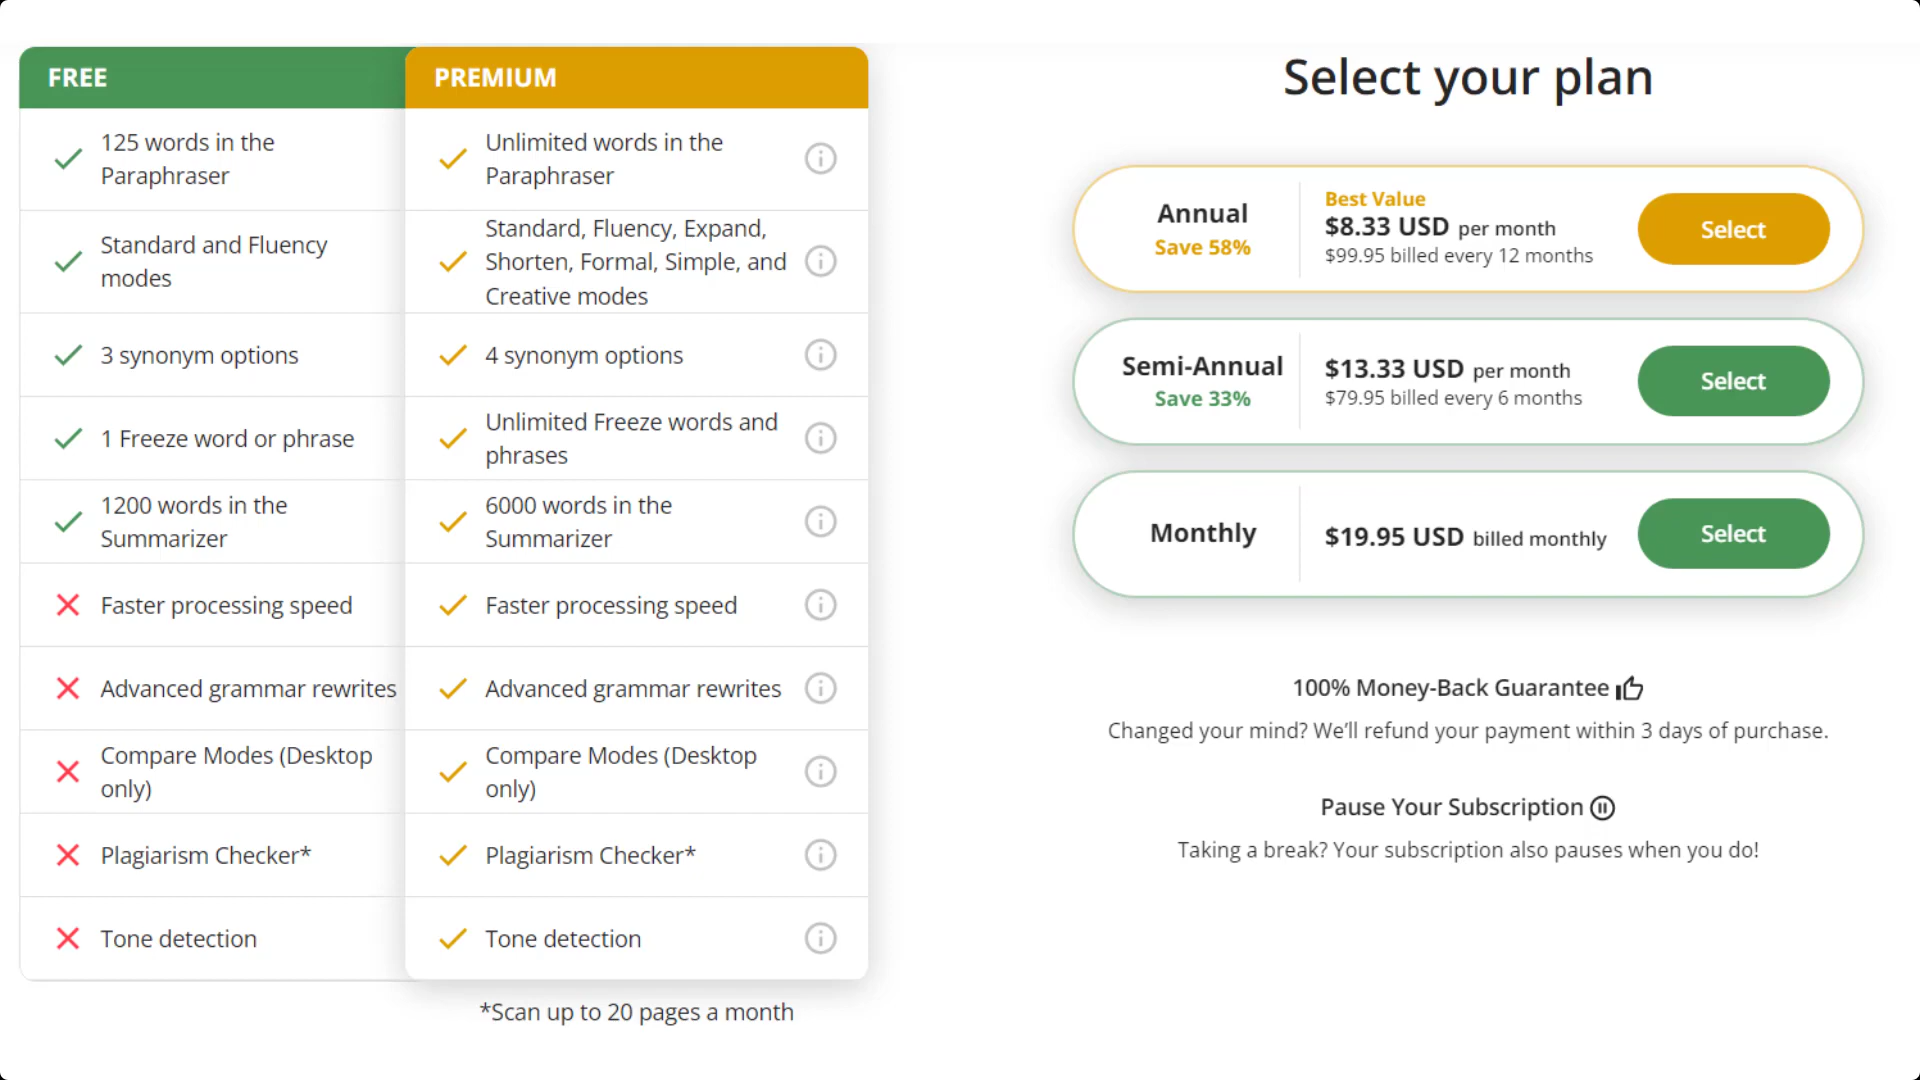 FREE
125 words in the
Paraphraser
Standard and Fluency
modes
3 synonym options
1 Freeze word or phrase
1200 words in the
Summarizer
Faster processing speed
Advanced grammar rewrites
Compare Modes (Desktop
only)
Plagiarism Checker*
Tone detection
PREMIUM
Unlimited words in the
Paraphraser
Standard, Fluency, Expand,
Shorten, Formal, Simple, and
Creative modes
4 synonym options
Unlimited Freeze words and
phrases
6000 words in the
Summarizer
Faster processing speed
Advanced grammar rewrites
Compare Modes (Desktop
only)
Plagiarism Checker*
Tone detection
*Scan up to 20 pages a month
Select your plan
Annual
Save 58%
Best Value
$8.33 USD per month
$99.95 billed every 12 months
Select
Semi-Annual
Save 33%
$13.33 USD per month
$79.95 billed every 6 months
Select
Monthly
$19.95 USD billed monthly
Select
100% Money-Back Guarantee
Changed your mind? We’ll refund your payment within 3 days of purchase.
Pause Your Subscription
Taking a break? Your subscription also pauses when you do!